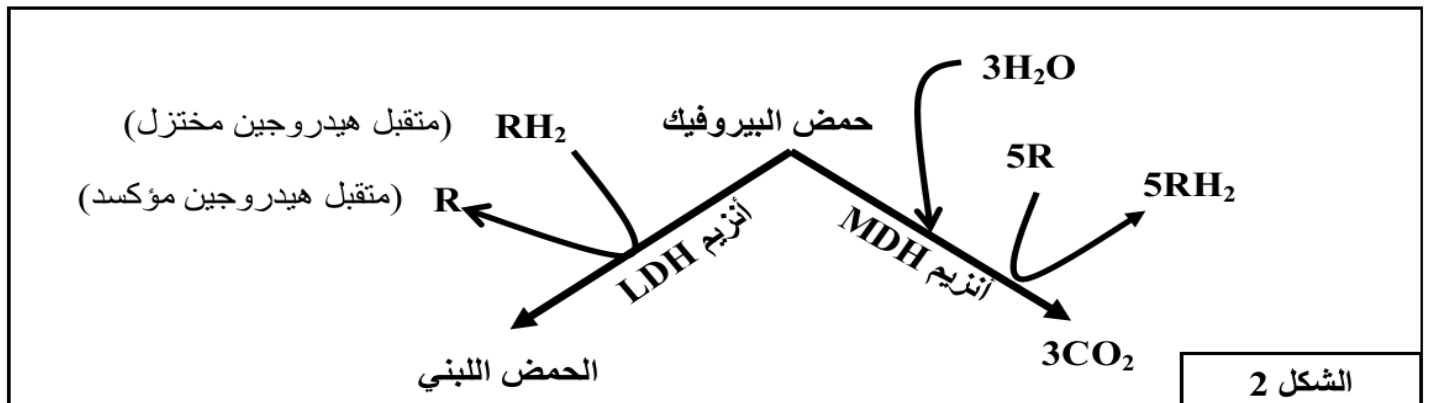 3H₂O
حمض البيروفيك
RH₂ (متقبل هيدروجين مختزل)
5R
5RH₂
R (متقبل هيدروجين مؤكسد)
أنزيم LDH
أنزيم MDH
3CO₂
الحمض اللبني
الشكل 2